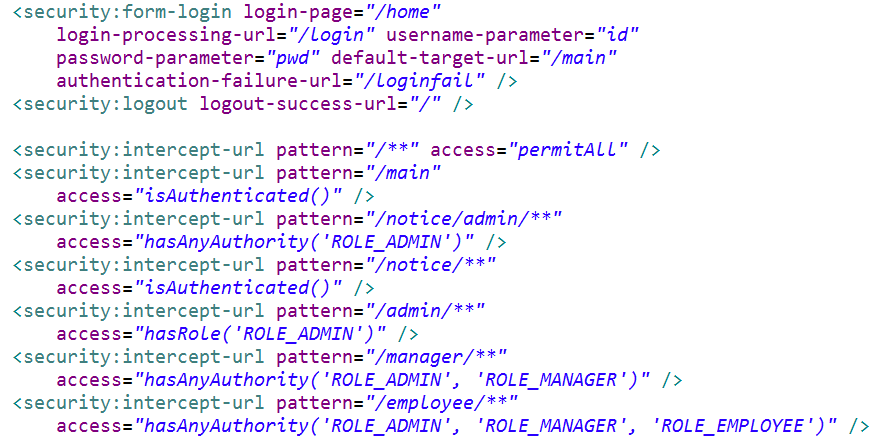 <security:form-login login-page="/home"
login-processing-url="/login" username-parameter="id"
password-parameter="pwd" default-target-url="/main"
authentication-failure-url="/loginfail" />
<security:logout logout-success-url="/" />
<security:intercept-url pattern="/**" access="permitAll" />
<security:intercept-url pattern="/main"
access="isAuthenticated()" />
<security:intercept-url pattern="/notice/admin/**"
access="hasAnyAuthority('ROLE_ADMIN')" />
<security:intercept-url pattern="/notice/**"
access="isAuthenticated()" />
<security:intercept-url pattern="/admin/**"
access="hasRole('ROLE_ADMIN')" />
<security:intercept-url pattern="/manager/**"
access="hasAnyAuthority('ROLE_ADMIN', 'ROLE_MANAGER')" />
<security:intercept-url pattern="/employee/**"
access="hasAnyAuthority('ROLE_ADMIN', 'ROLE_MANAGER', 'ROLE_EMPLOYEE')" />